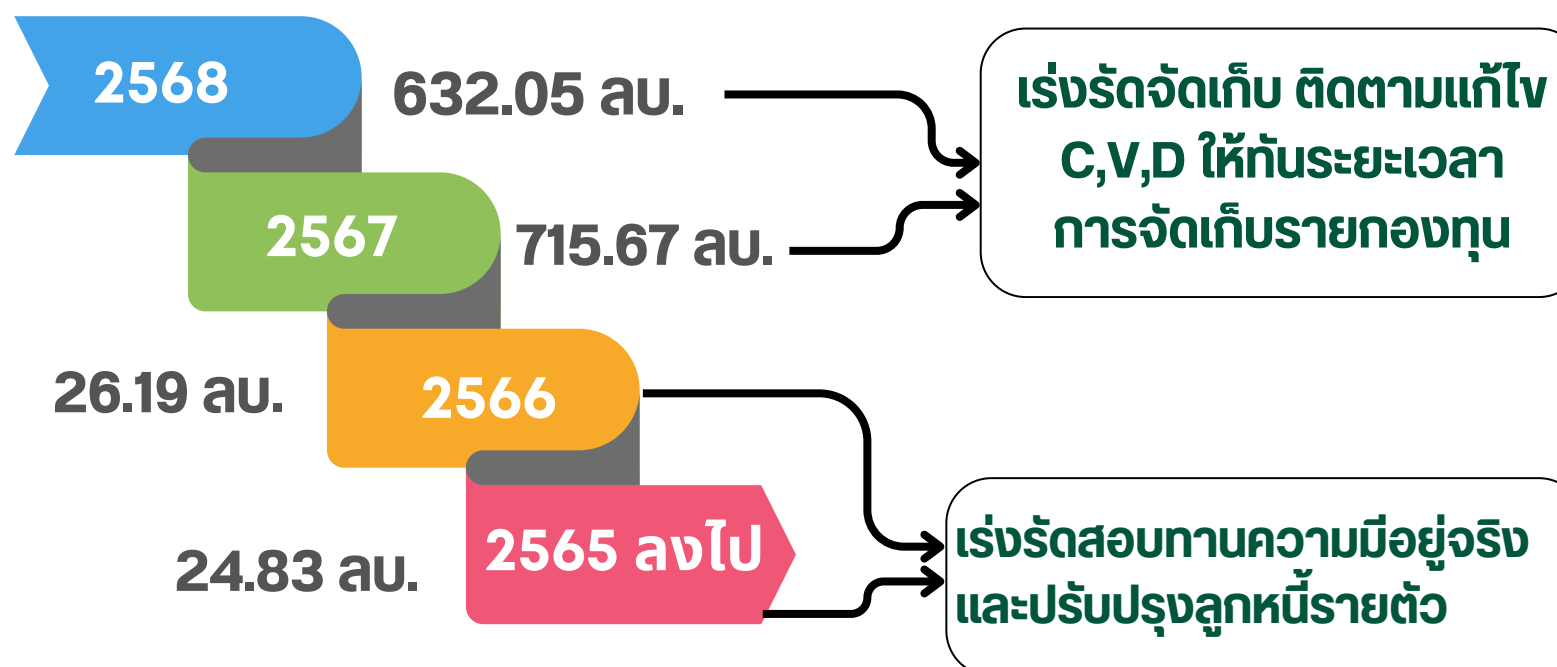 2568
632.05 ลบ.
เร่งรัดจัดเก็บ ติดตามแก้ไข
C,V,D ให้ทันระยะเวลา
การจัดเก็บรายกองทุน
2567
715.67 ลบ.
26.19 ลบ.
2566
24.83 ลบ.
2565 ลงไป
เร่งรัดสอบทานความมีอยู่จริง
และปรับปรุงลูกหนี้รายตัว